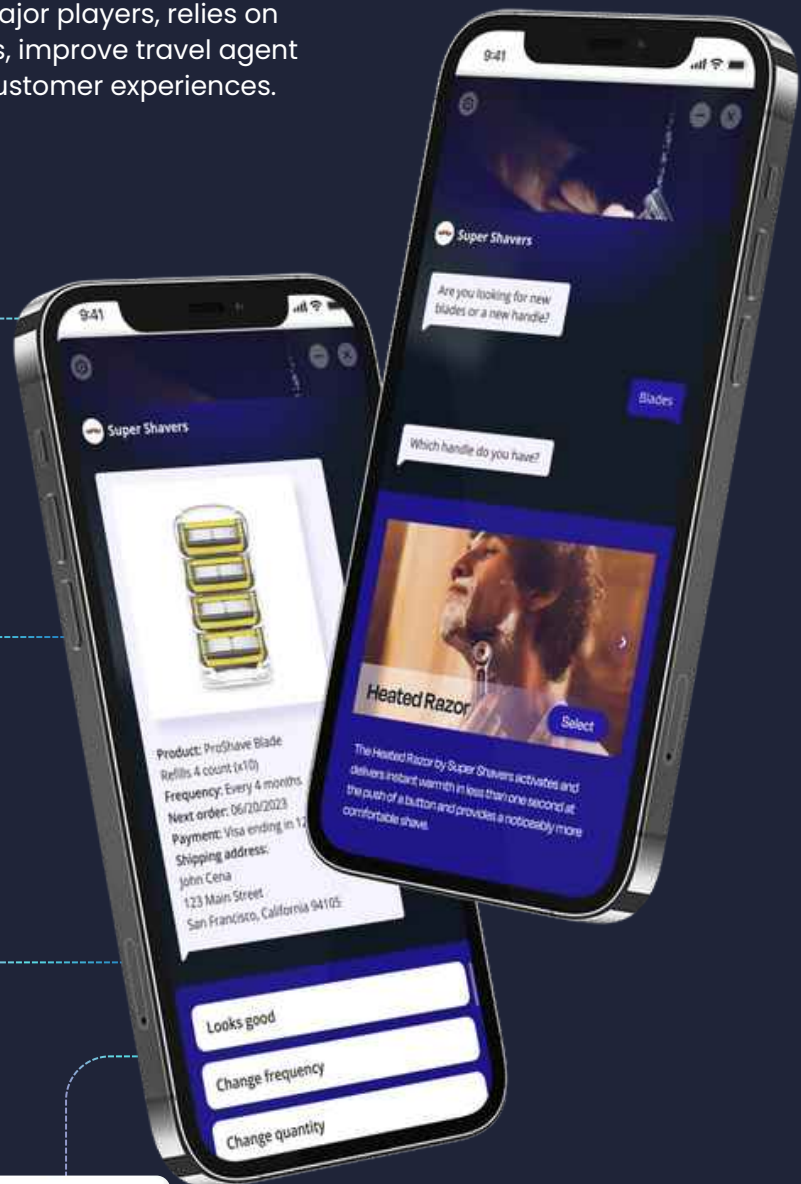 ajor players, relies on
s, improve travel agent
ustomer experiences.
9:41
Super Shavers
Are you looking for new
blades or a new handle?
Blades
Which handle do you have?
Heated Razor
Select
The Heated Razor by Super Shavers activates and
delivers instant warmth in less than one second at
the push of a button and provides a noticeably more
comfortable shave.
9:41
Super Shavers
Product: ProShave Blade
Refills 4 count (x10)
Frequency: Every 4 months
Next order: 06/20/2023
Payment: Visa ending in 12
Shipping address:
John Cena
123 Main Street
San Francisco, California 94105
Looks good
Change frequency
Change quantity